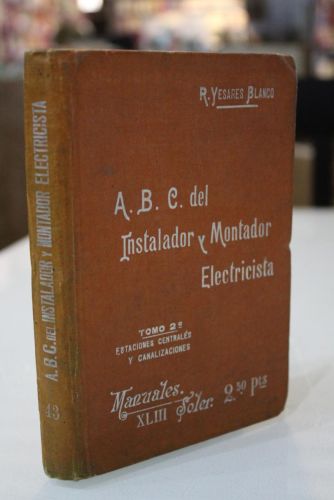 R. YESARES BLANCO
A. B. C. del
Instalador y Montador
Electricista
TOMO 2º
ESTACIONES CENTRALES
Y CANALIZACIONES
Manuales Soler.
XLIII
2.50 Pts
A.B.C. DEL INSTALADOR Y MONTADOR ELECTRICISTA
43